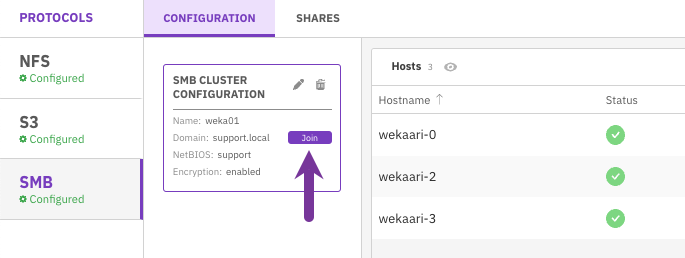 PROTOCOLS
CONFIGURATION
SHARES
NFS
Configured
S3
Configured
SMB
Configured
SMB CLUSTER
CONFIGURATION
Name: weka01
Domain: support.local
Join
NetBIOS: support
Encryption: enabled
Hosts 3
Hostname ↑ Status
wekaari-0
wekaari-2
wekaari-3